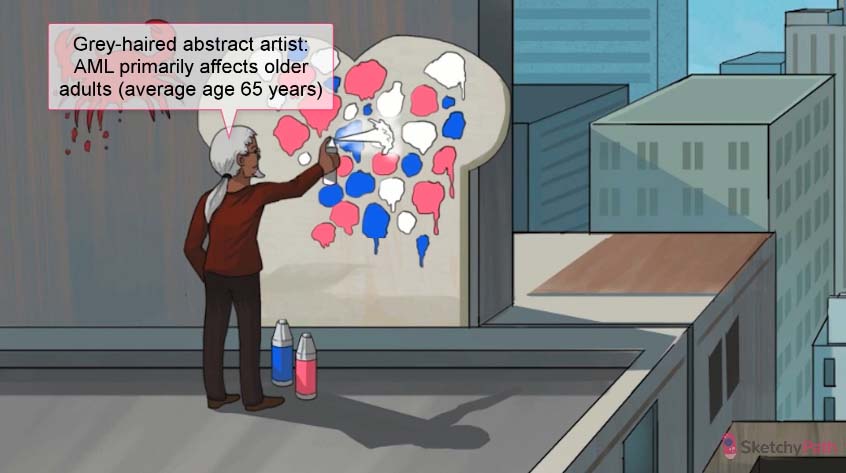 Grey-haired abstract artist:
AML primarily affects older
adults (average age 65 years)
SketchyPath